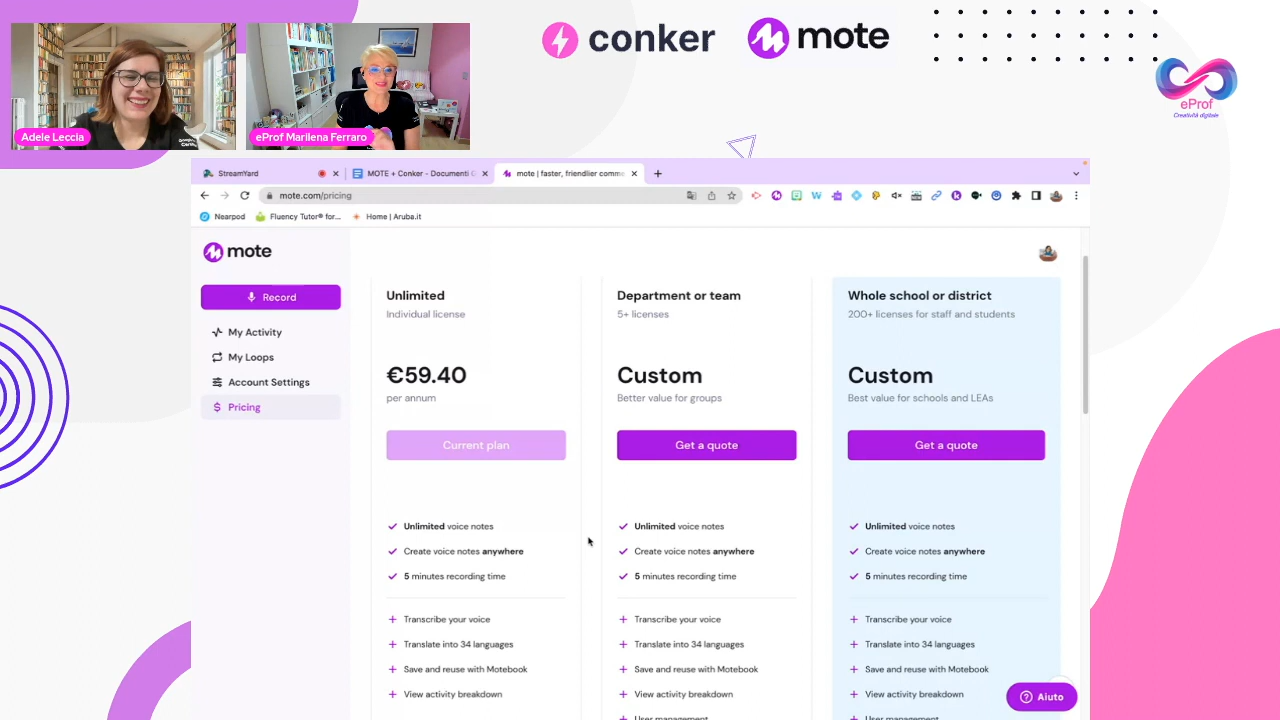 conker
mote
eProf
Creatività digitale
Adele Leccia
eProf Marilena Ferraro
StreamYard
MOTE + Conker - Documenti G
mote | faster, friendlier comme
mote.com/pricing
Nearpod
Fluency Tutor® for...
Home | Aruba.it
mote
Record
My Activity
My Loops
Account Settings
Pricing
Unlimited
Individual license
€59.40
per annum
Current plan
Unlimited voice notes
Create voice notes anywhere
5 minutes recording time
Transcribe your voice
Translate into 34 languages
Save and reuse with Motebook
View activity breakdown
Department or team
5+ licenses
Custom
Better value for groups
Get a quote
Unlimited voice notes
Create voice notes anywhere
5 minutes recording time
Transcribe your voice
Translate into 34 languages
Save and reuse with Motebook
View activity breakdown
User management
Whole school or district
200+ licenses for staff and students
Custom
Best value for schools and LEAs
Get a quote
Unlimited voice notes
Create voice notes anywhere
5 minutes recording time
Transcribe your voice
Translate into 34 languages
Save and reuse with Motebook
View activity breakdown
User management
Aiuto